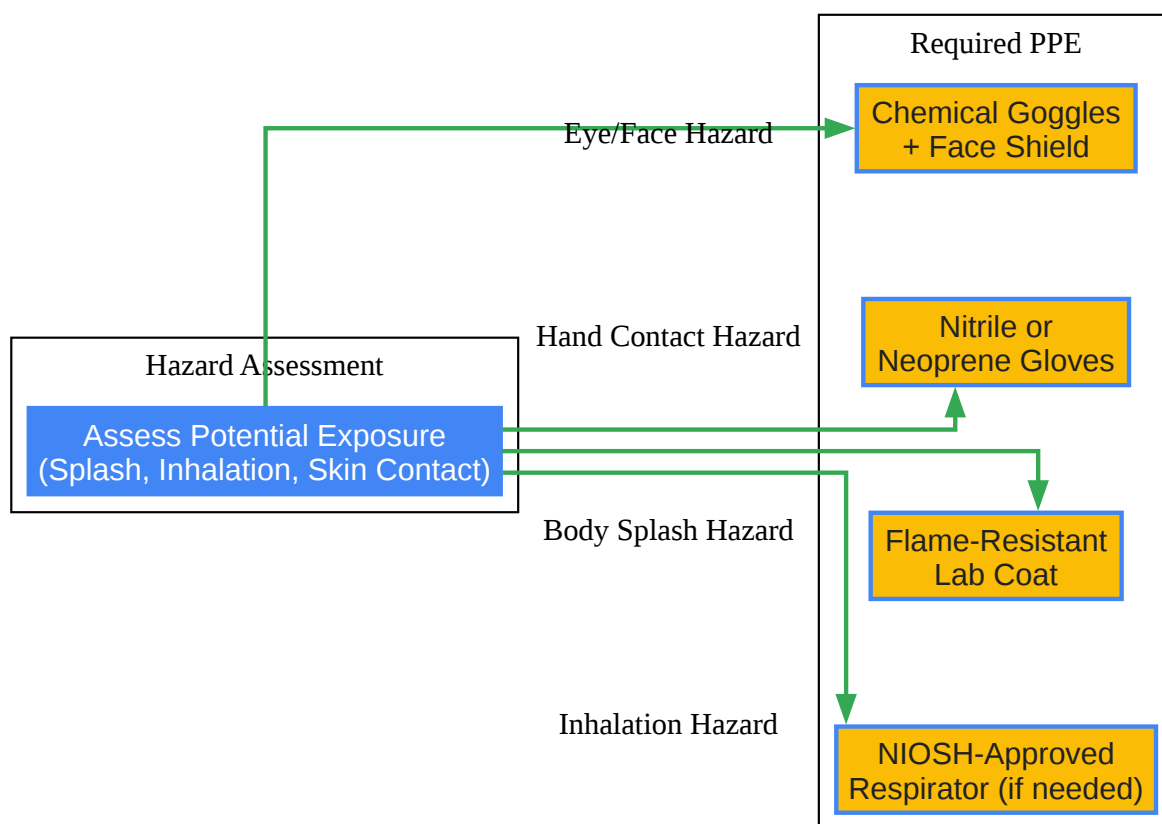 Required PPE
Eye/Face Hazard
Chemical Goggles
+ Face Shield
Hand Contact Hazard
Nitrile or
Neoprene Gloves
Hazard Assessment
Assess Potential Exposure
(Splash, Inhalation, Skin Contact)
Body Splash Hazard
Flame-Resistant
Lab Coat
Inhalation Hazard
NIOSH-Approved
Respirator (if needed)